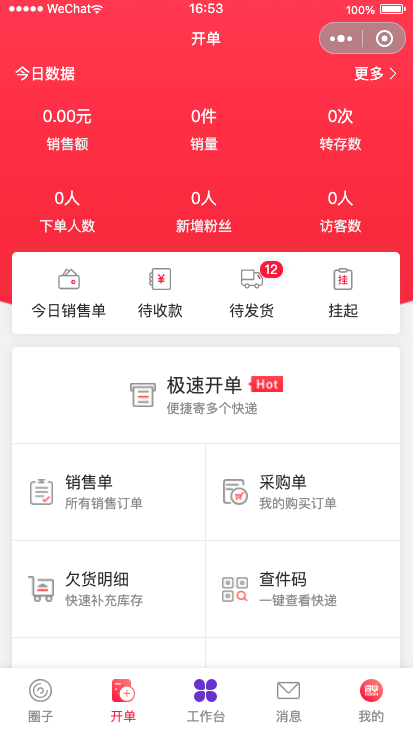 WeChat 16:53 100%
开单
今日数据 更多
0.00元 0件 0次
销售额 销量 转存数
0人 0人 0人
下单人数 新增粉丝 访客数
12
挂
今日销售单 待收款 待发货 挂起
极速开单 Hot
便捷寄多个快递
销售单 采购单
所有销售订单 我的购买订单
欠货明细 查件码
快速补充库存 一键查看快递
圈子 开单 工作台 消息 我的